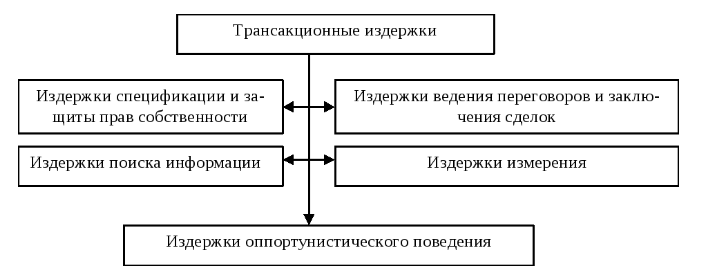 Трансакционные издержки
Издержки спецификации и за-
щиты прав собственности
Издержки ведения переговоров и заклю-
чения сделок
Издержки поиска информации
Издержки измерения
Издержки оппортунистического поведения